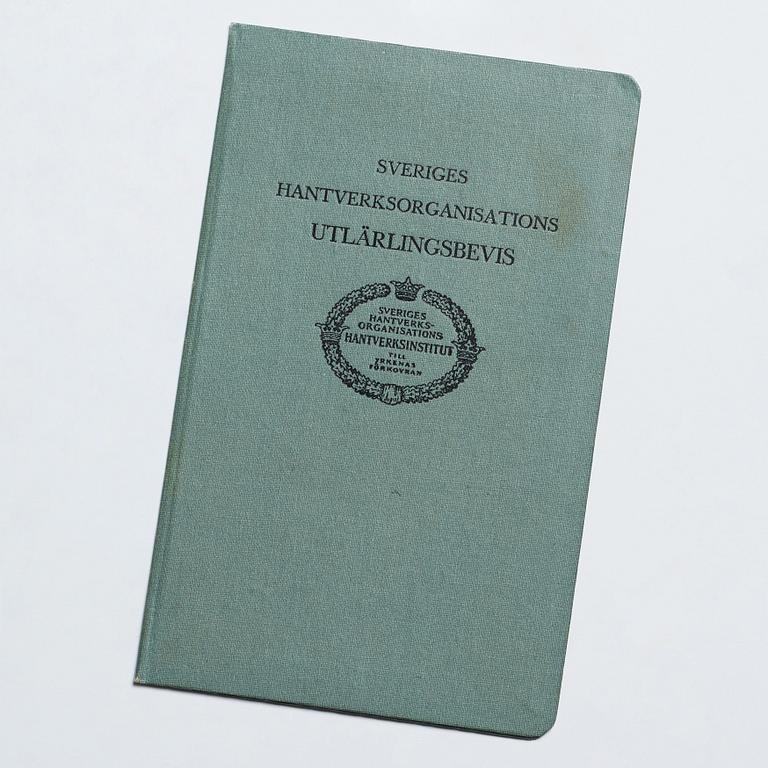 SVERIGES
HANTVERKSORGANISATIONS
UTLÄRLINGSBEVIS
SVERIGES
HANTVERKS-
ORGANISATIONS
HANTVERKSINSTITUT
TILL
YRKENAS
FÖRKOVRAN